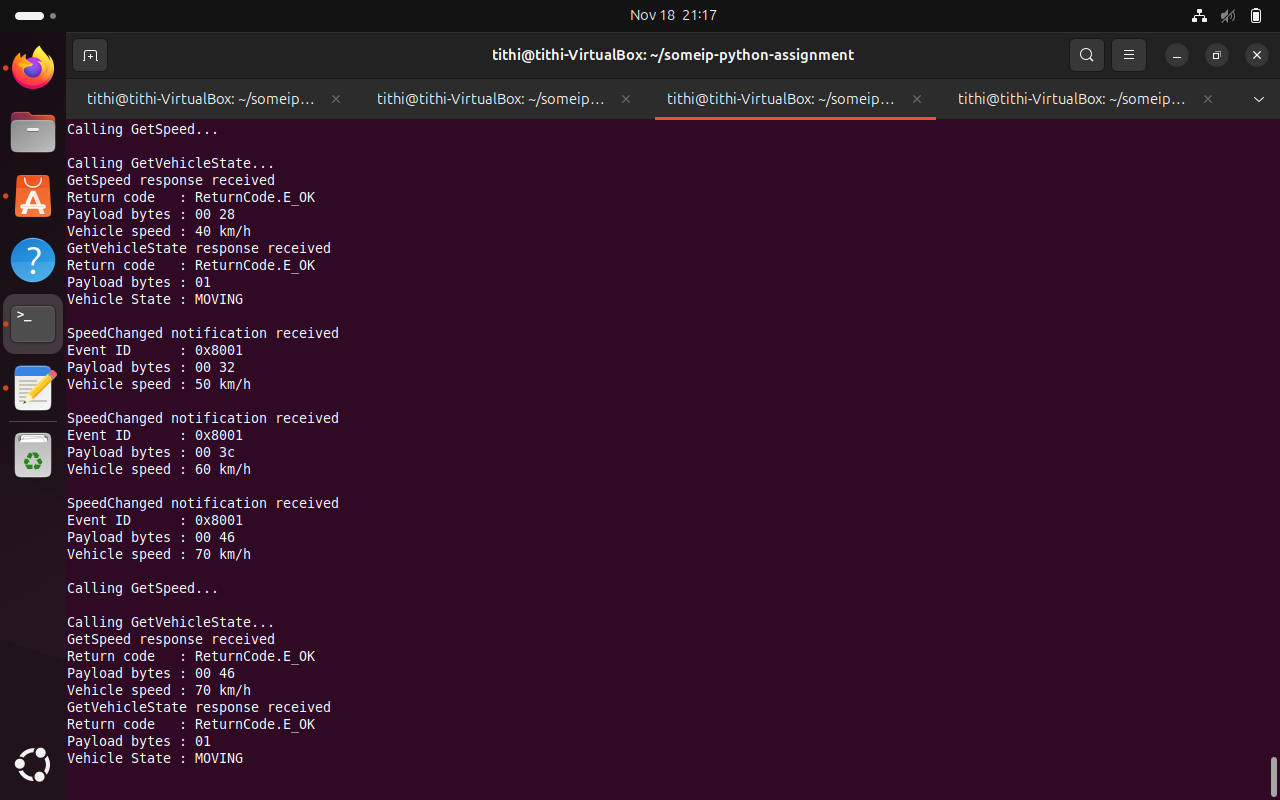 Nov 18 21:17
tithi@tithi-VirtualBox: ~/someip-python-assignment
tithi@tithi-VirtualBox: ~/someip...
tithi@tithi-VirtualBox: ~/someip...
tithi@tithi-VirtualBox: ~/someip...
tithi@tithi-VirtualBox: ~/someip...
Calling GetSpeed...
Calling GetVehicleState...
GetSpeed response received
Return code   : ReturnCode.E_OK
Payload bytes : 00 28
Vehicle speed : 40 km/h
GetVehicleState response received
Return code   : ReturnCode.E_OK
Payload bytes : 01
Vehicle State : MOVING
SpeedChanged notification received
Event ID      : 0x8001
Payload bytes : 00 32
Vehicle speed : 50 km/h
SpeedChanged notification received
Event ID      : 0x8001
Payload bytes : 00 3c
Vehicle speed : 60 km/h
SpeedChanged notification received
Event ID      : 0x8001
Payload bytes : 00 46
Vehicle speed : 70 km/h
Calling GetSpeed...
Calling GetVehicleState...
GetSpeed response received
Return code   : ReturnCode.E_OK
Payload bytes : 00 46
Vehicle speed : 70 km/h
GetVehicleState response received
Return code   : ReturnCode.E_OK
Payload bytes : 01
Vehicle State : MOVING